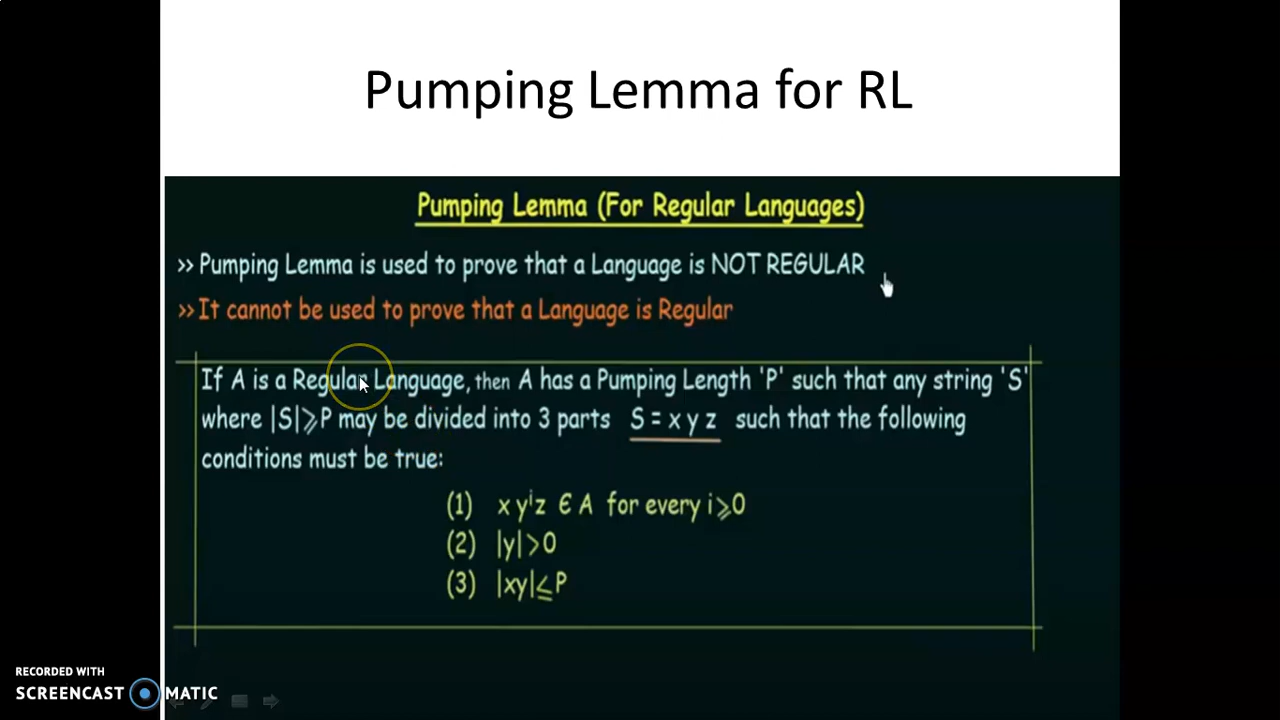 Pumping Lemma for RL
Pumping Lemma (For Regular Languages)
>> Pumping Lemma is used to prove that a Language is NOT REGULAR
>> It cannot be used to prove that a Language is Regular
If A is a Regular Language, then A has a Pumping Length 'P' such that any string 'S'
where |S|⩾P may be divided into 3 parts S = x y z such that the following
conditions must be true:
(1) x yⁱz ∈ A for every i⩾0
(2) |y|>0
(3) |xy|≤P
RECORDED WITH
SCREENCAST MATIC